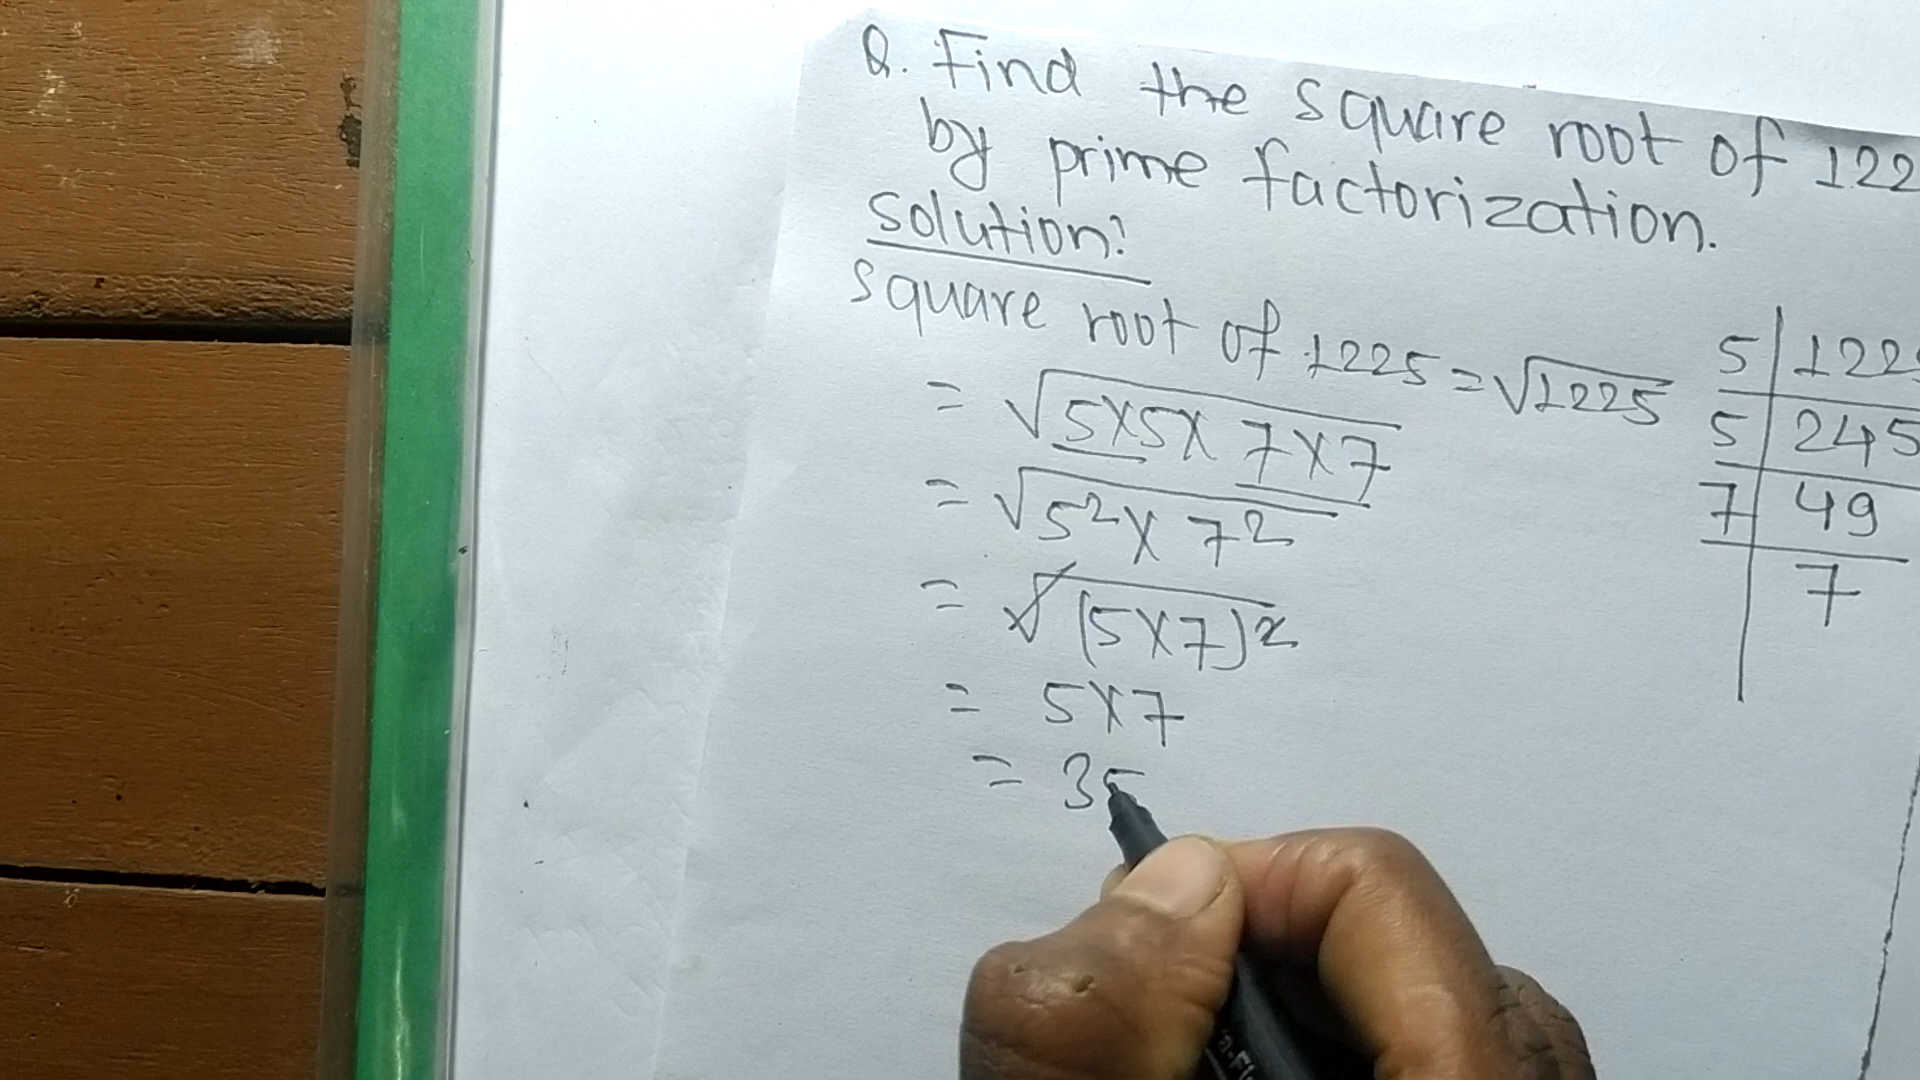 Q. Find the square root of 122
by prime factorization.
Solution:
Square root of 1225 = √1225
= √5×5×7×7
= √5²×7²
= √(5×7)²
= 5×7
= 35
5 | 122
5 | 245
7 | 49
7